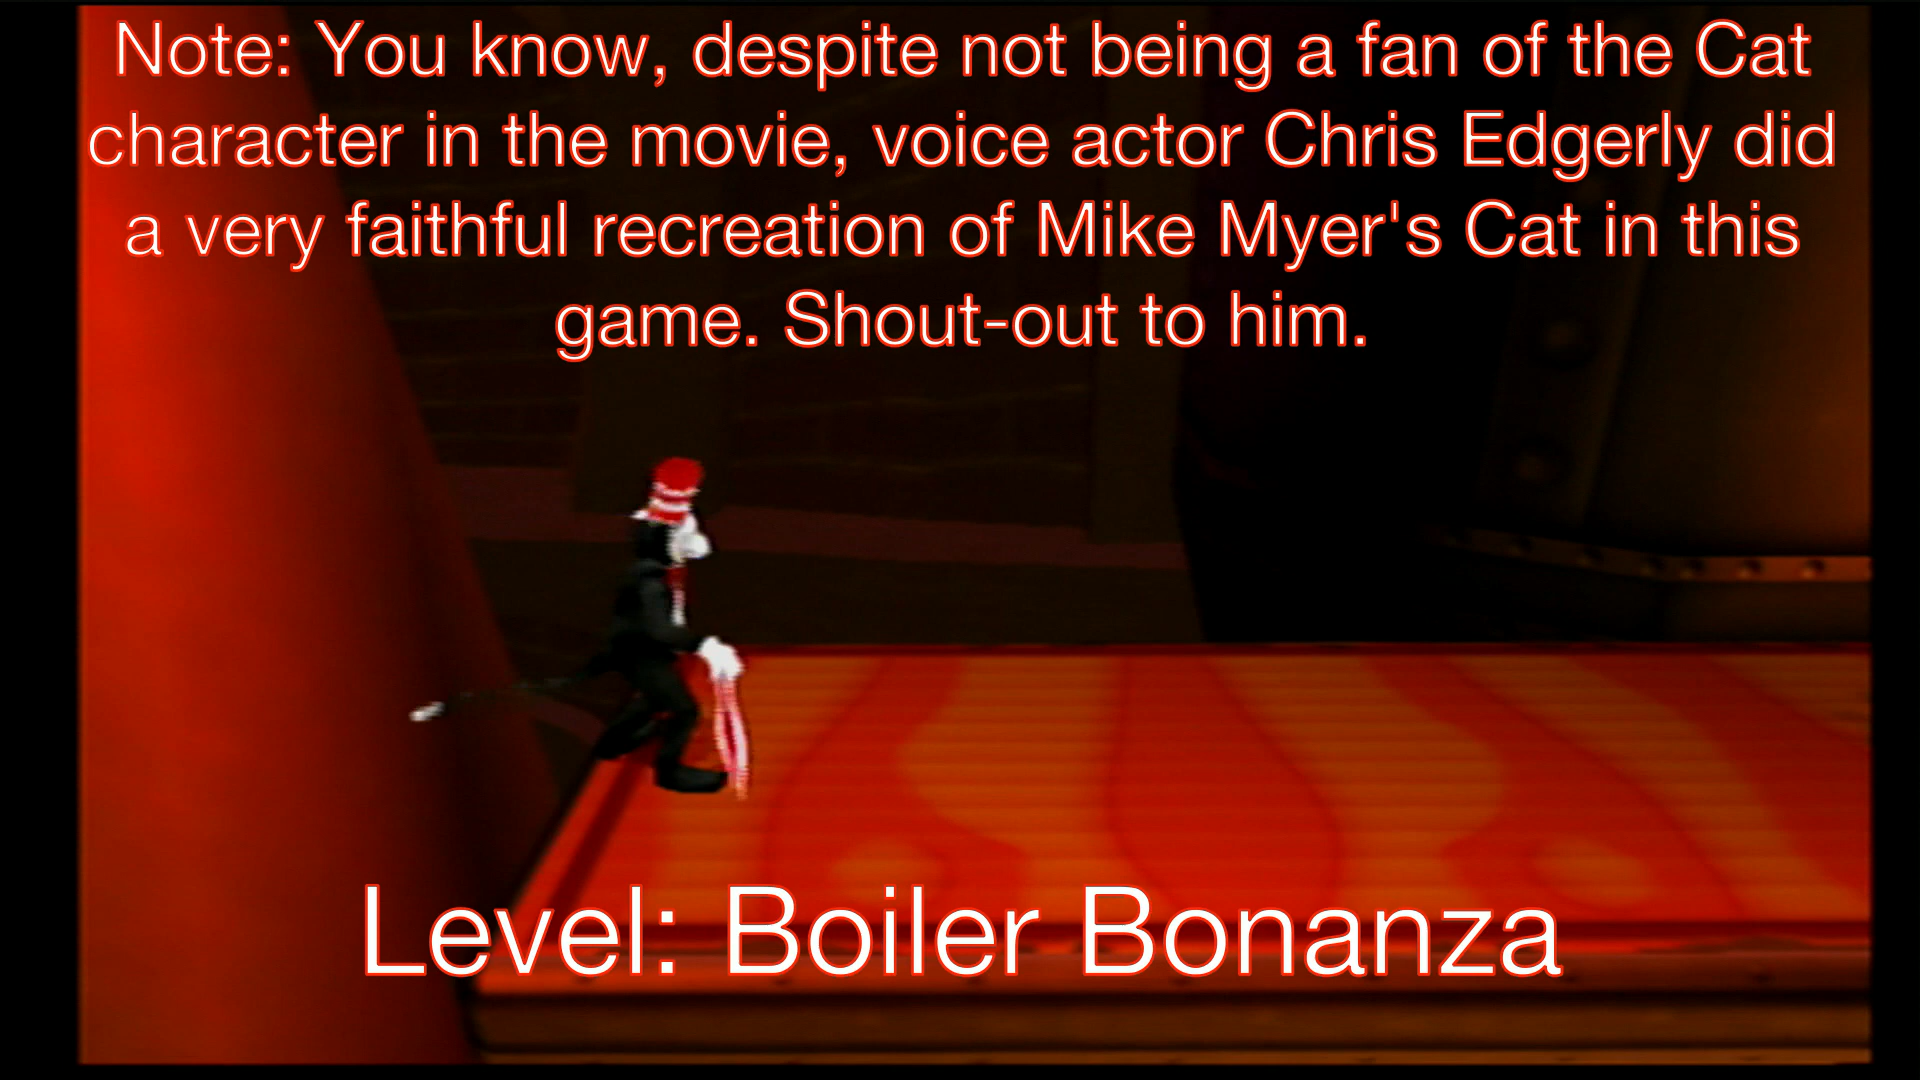 Note: You know, despite not being a fan of the Cat
character in the movie, voice actor Chris Edgerly did
a very faithful recreation of Mike Myer's Cat in this
game. Shout-out to him.
Level: Boiler Bonanza